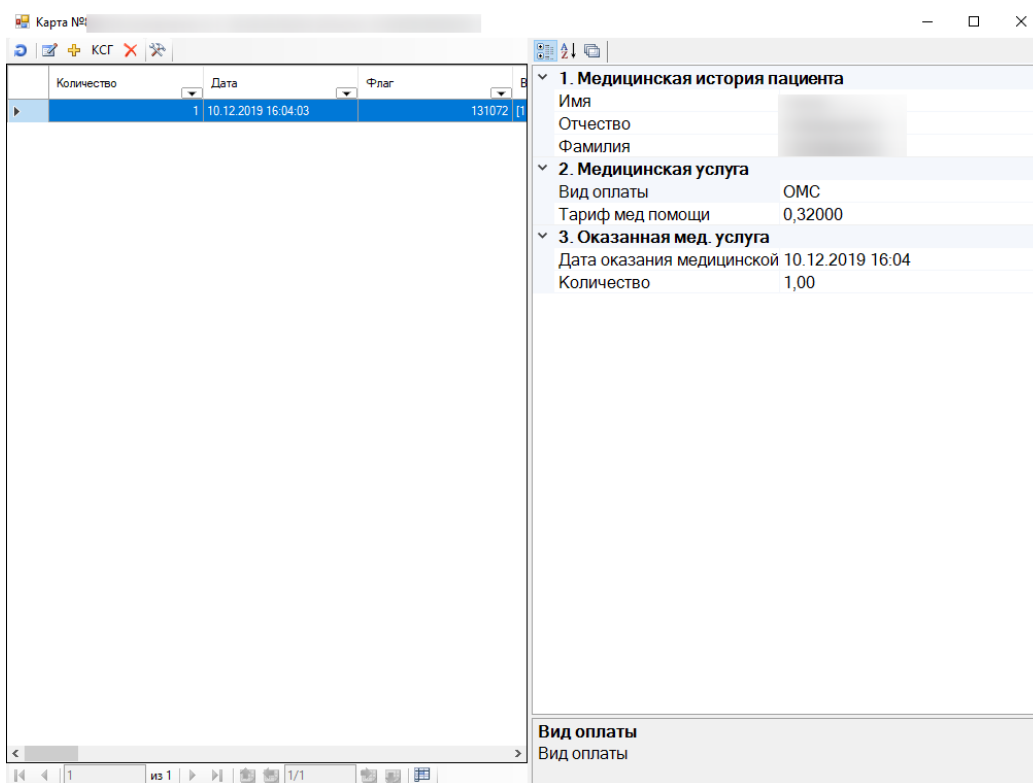 Карта №
КСГ
Количество Дата Флаг В
1 10.12.2019 16:04:03 131072 [1
1. Медицинская история пациента
Имя
Отчество
Фамилия
2. Медицинская услуга
Вид оплаты ОМС
Тариф мед помощи 0,32000
3. Оказанная мед. услуга
Дата оказания медицинской 10.12.2019 16:04
Количество 1,00
Вид оплаты
Вид оплаты
1 из 1 1/1